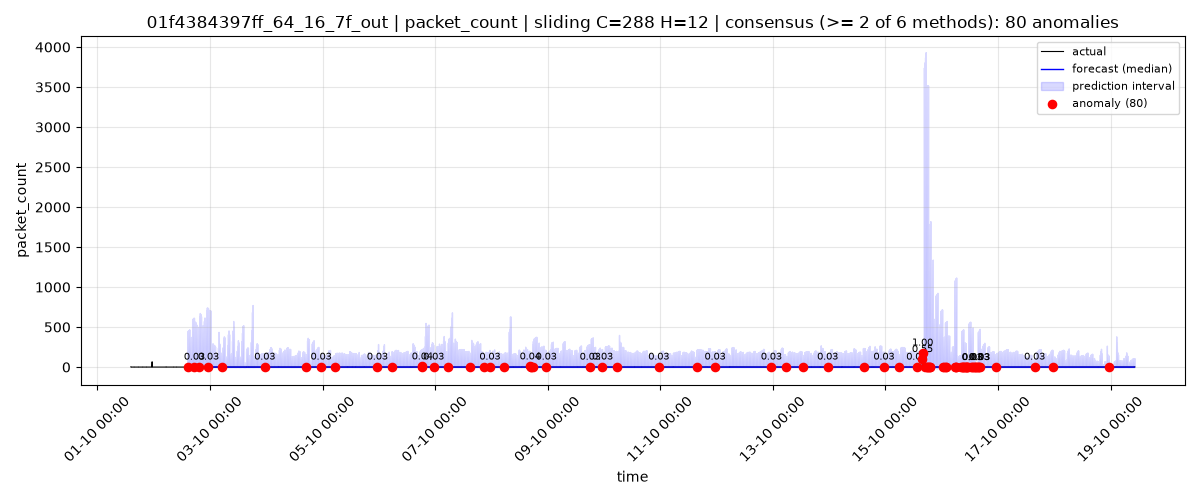 01f4384397ff_64_16_7f_out | packet_count | sliding C=288 H=12 | consensus (>= 2 of 6 methods): 80 anomalies
actual
forecast (median)
prediction interval
anomaly (80)
packet_count
4000
3500
3000
2500
2000
1500
1000
500
0
1.00
0.03 0.03 0.03 0.03 0.03 0.03 0.04 0.03 0.03 0.03 0.03 0.03 0.03 0.03 0.03
01-10 00:00
03-10 00:00
05-10 00:00
07-10 00:00
09-10 00:00
11-10 00:00
13-10 00:00
15-10 00:00
17-10 00:00
19-10 00:00
time